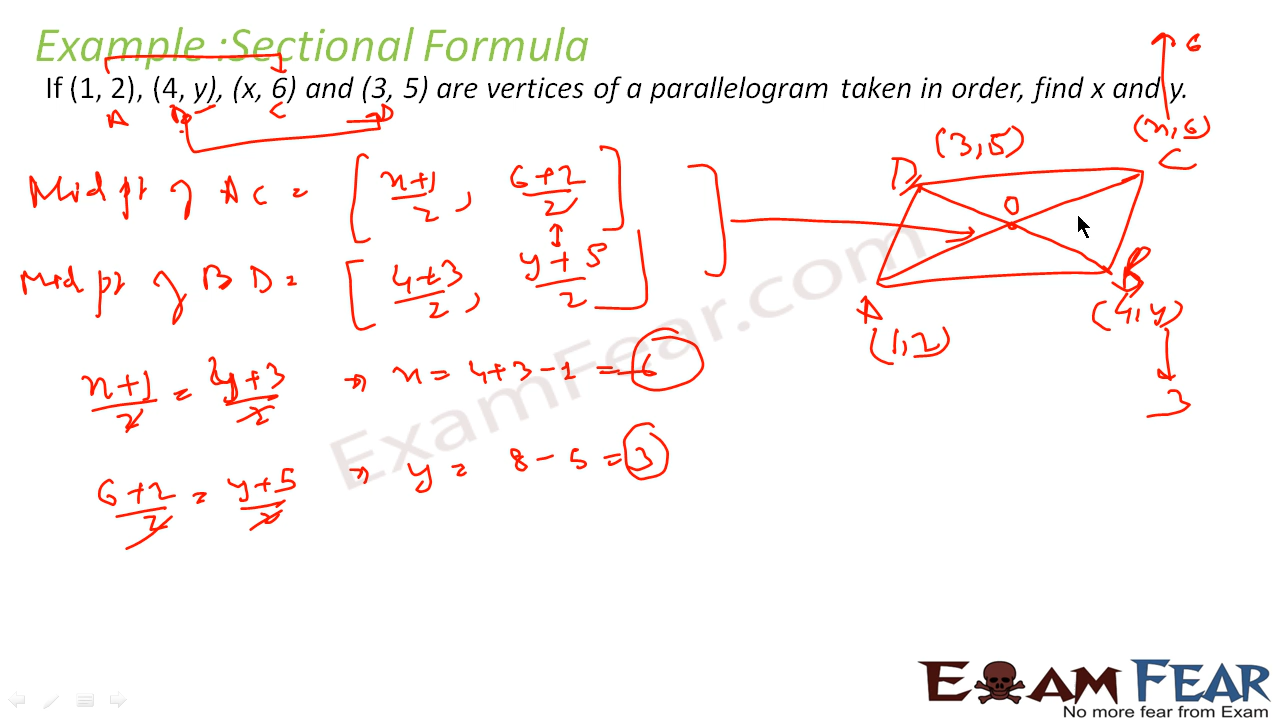 Example :Sectional Formula
If (1, 2), (4, y), (x, 6) and (3, 5) are vertices of a parallelogram taken in order, find x and y.
A B C D
6
(x,6)
(3,5)
D C
Mid pt of AC = [ x+1/2, 6+2/2 ]
O
Mid pt of BD = [ 4+3/2, y+5/2 ]
A B
(1,2) (4,y)
x+1/2 = 4+3/2 ⇒ x = 4+3-1 = 6
3
6+2/2 = y+5/2 ⇒ y = 8-5 = 3
ExamFear.com
EXAM FEAR
No more fear from Exam